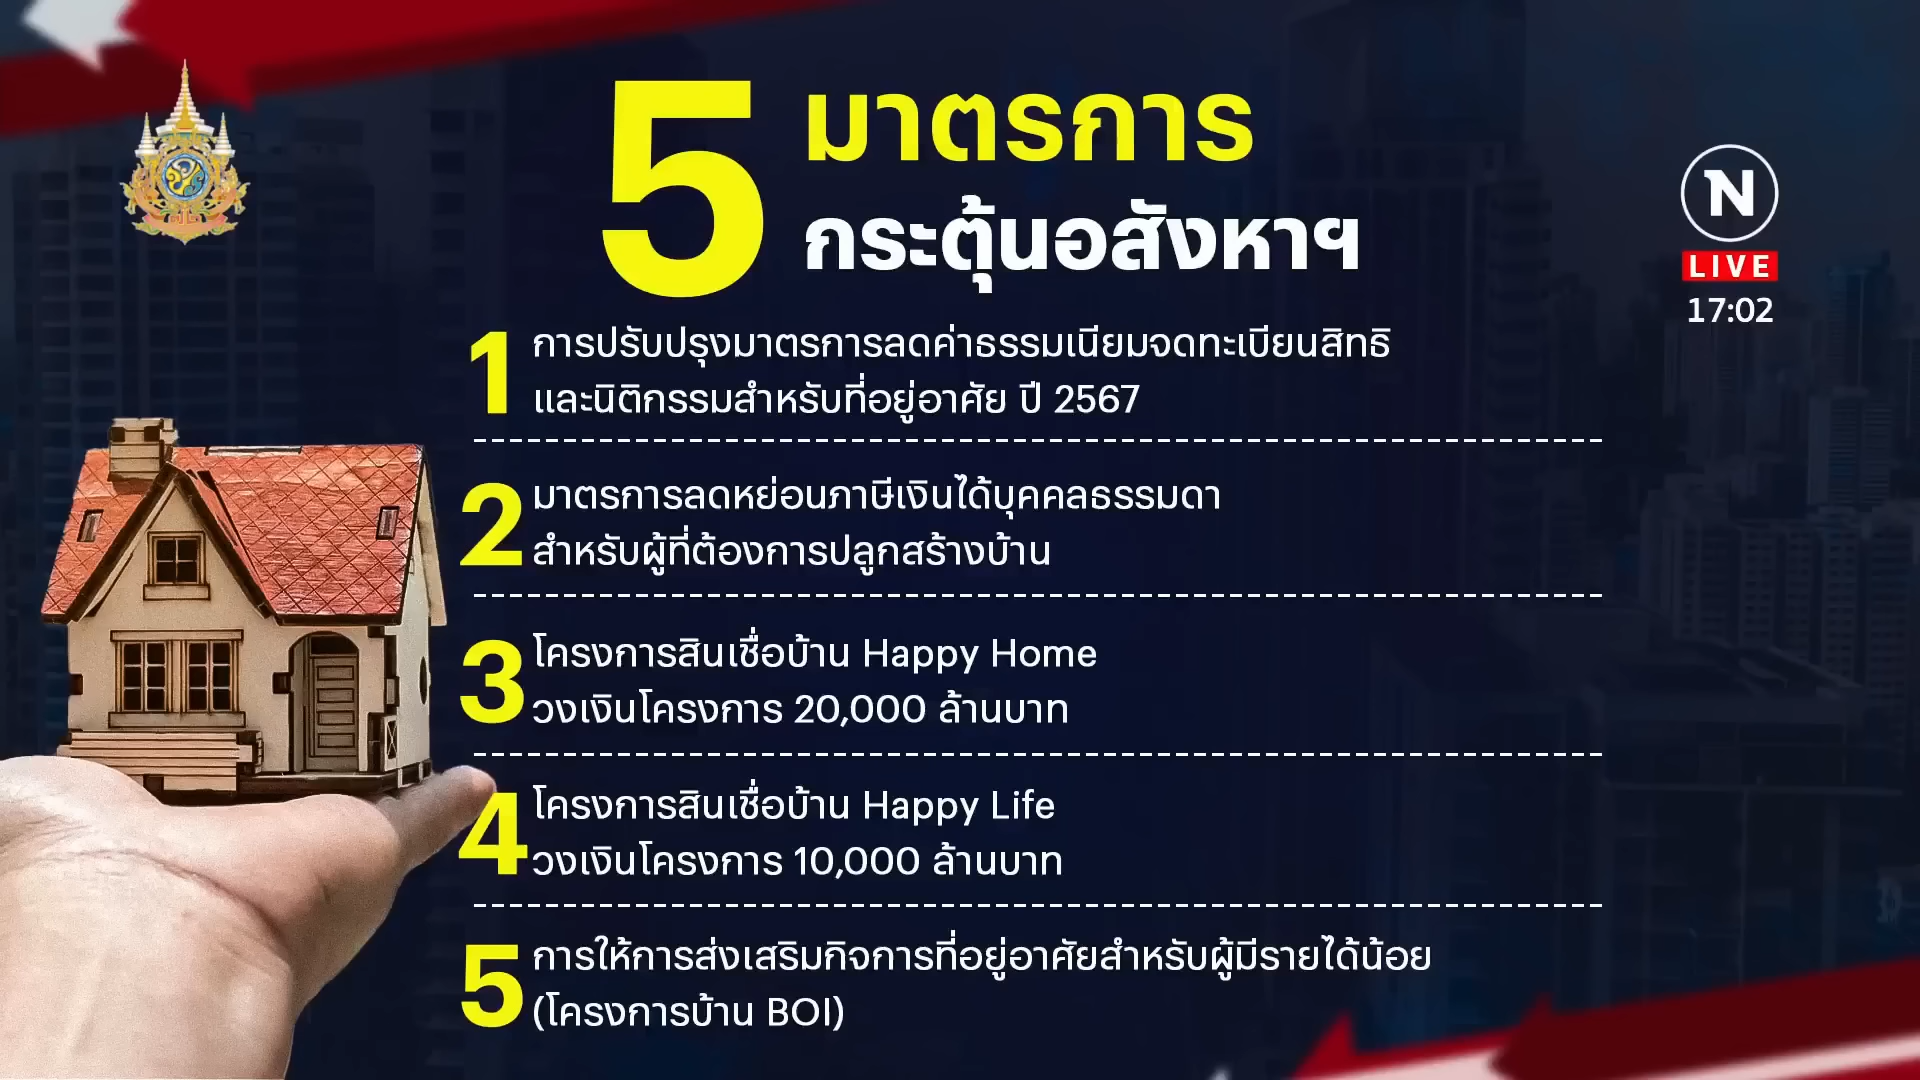 5 มาตรการ
กระตุ้นอสังหาฯ
N
LIVE
17:02
1 การปรับปรุงมาตรการลดค่าธรรมเนียมจดทะเบียนสิทธิ
และนิติกรรมสำหรับที่อยู่อาศัย ปี 2567
2 มาตรการลดหย่อนภาษีเงินได้บุคคลธรรมดา
สำหรับผู้ที่ต้องการปลูกสร้างบ้าน
3 โครงการสินเชื่อบ้าน Happy Home
วงเงินโครงการ 20,000 ล้านบาท
4 โครงการสินเชื่อบ้าน Happy Life
วงเงินโครงการ 10,000 ล้านบาท
5 การให้การส่งเสริมกิจการที่อยู่อาศัยสำหรับผู้มีรายได้น้อย
(โครงการบ้าน BOI)